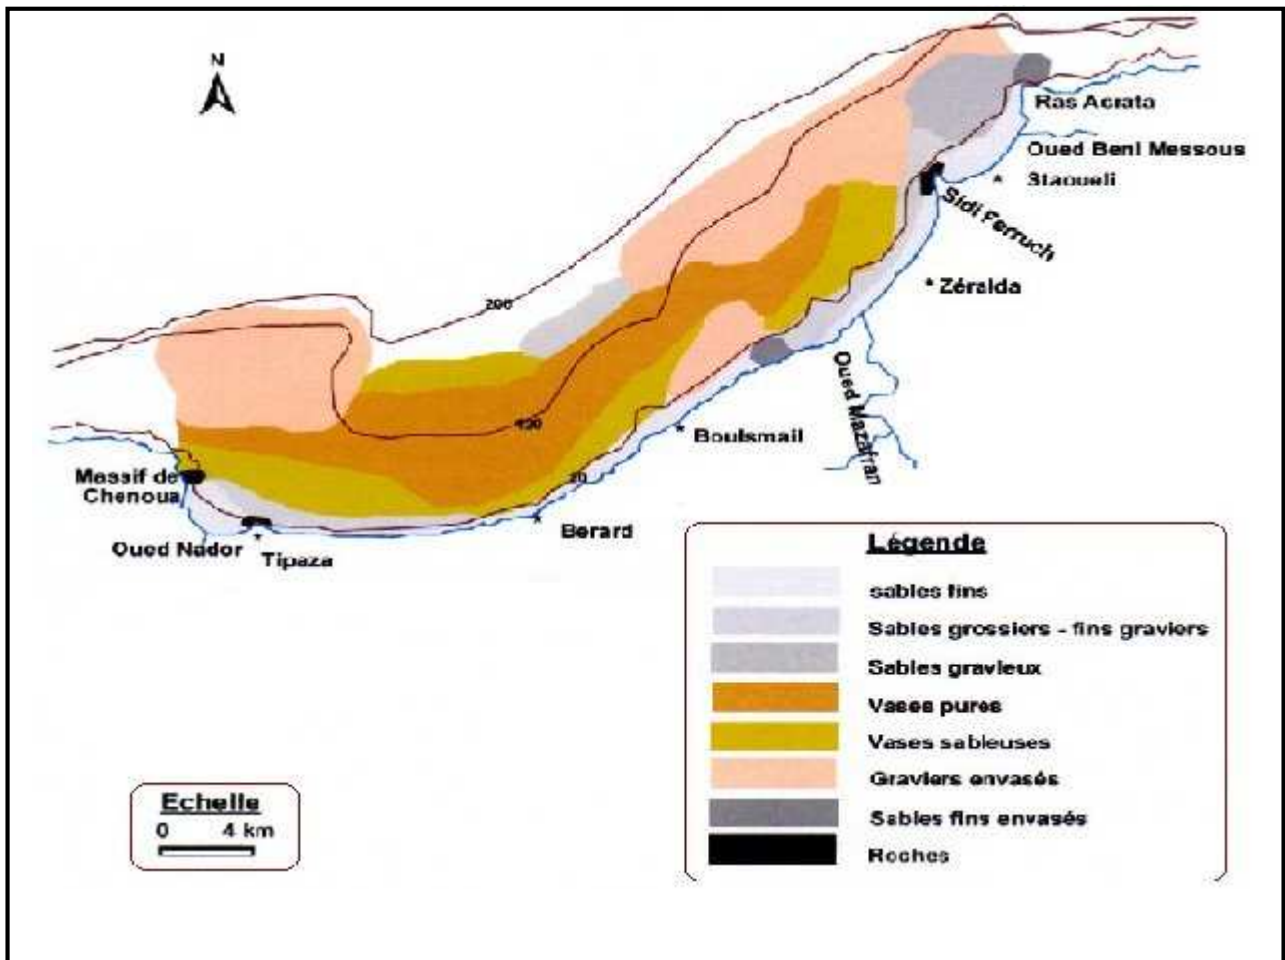 N
Ras Acrata
Oued Beni Messous
* Staoueli
Sidi Ferruch
* Zéralda
200
Oued Mazafran
100
* Boulsmail
Massif de
Chenoua
20
* Berard
Oued Nador
* Tipaza
Légende
sables fins
Sables grossiers - fins graviers
Sables gravleux
Vases pures
Vases sableuses
Graviers envasés
Sables fins envasés
Roches
Echelle
0 4 km